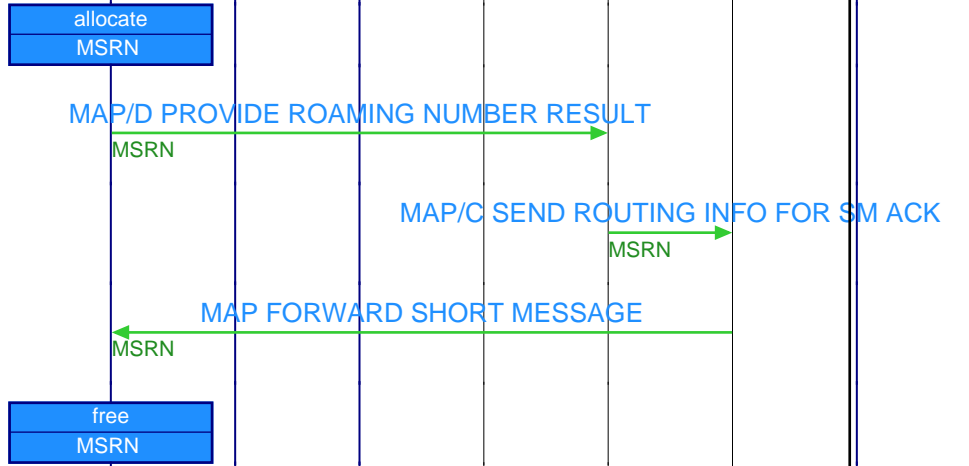 allocate
MSRN
MAP/D PROVIDE ROAMING NUMBER RESULT
MSRN
MAP/C SEND ROUTING INFO FOR SM ACK
MSRN
MAP FORWARD SHORT MESSAGE
MSRN
free
MSRN